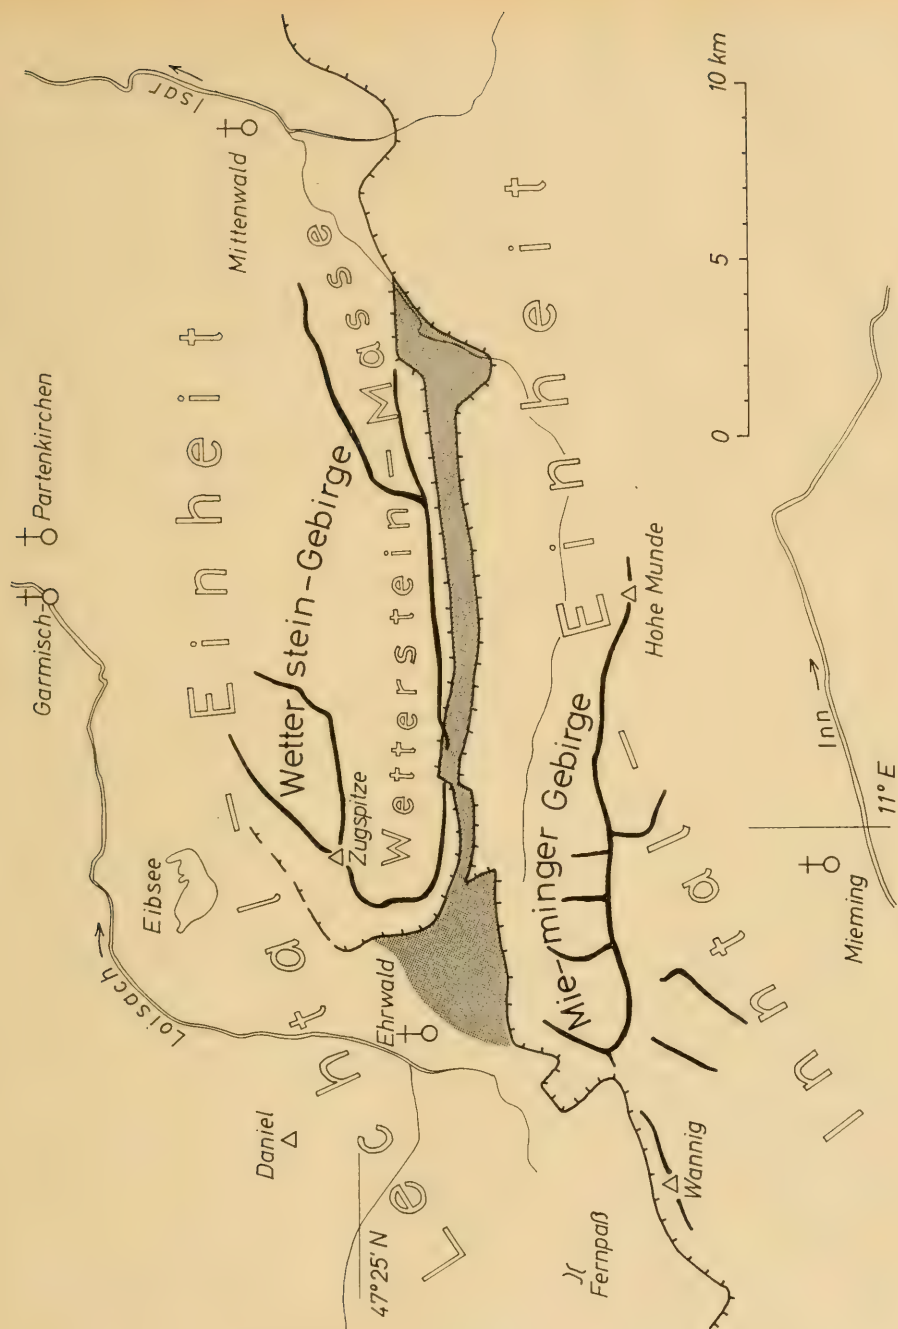 Garmisch-
Partenkirchen
Isar
Mittenwald
Loisach
Eibsee
Lechtal-Einheit
Wetterstein-Gebirge
Wetterstein-Masse
Zugspitze
Daniel
Ehrwald
47°25' N
Fernpaß
Wannig
Mie-minger Gebirge
Hohe Munde
Inntal-Einheit
Mieming
Inn
11° E
0 5 10 km